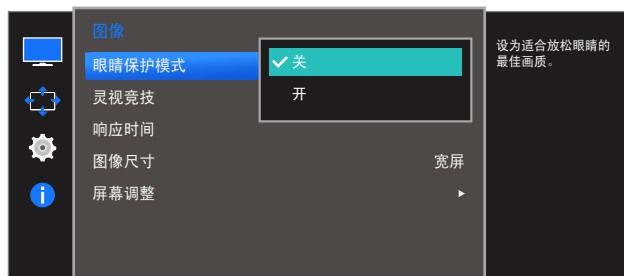 图像
眼睛保护模式
关
开
灵视竞技
响应时间
图像尺寸 宽屏
屏幕调整
设为适合放松眼睛的
最佳画质。